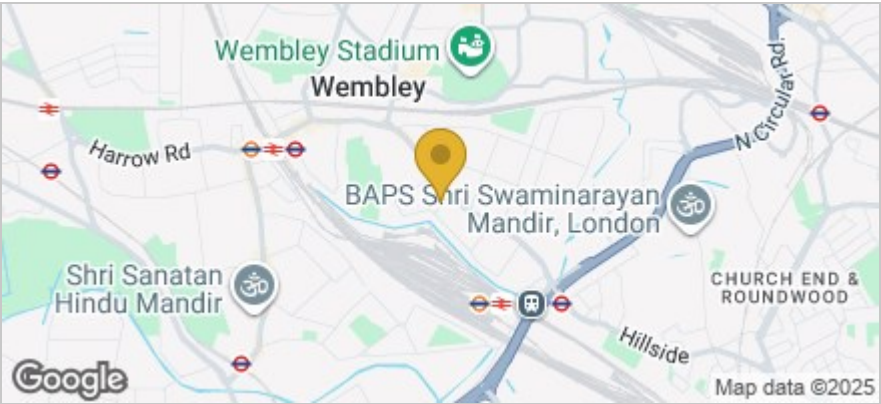 Wembley Stadium
Wembley
Harrow Rd
N Circular Rd.
BAPS Shri Swaminarayan
Mandir, London
Shri Sanatan
Hindu Mandir
CHURCH END &
ROUNDWOOD
Hillside
Google
Map data ©2025